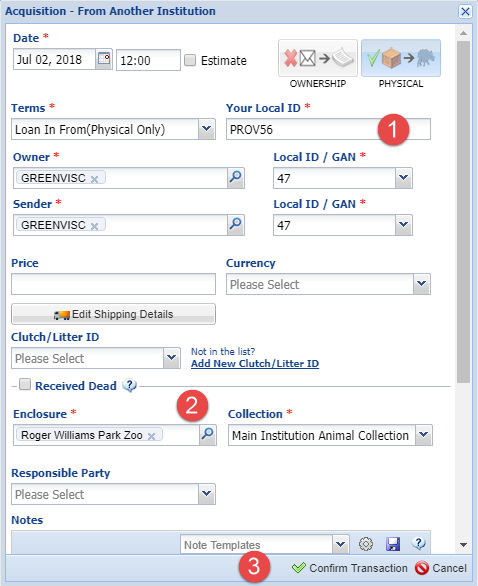 Acquisition - From Another Institution
Date *
Jul 02, 2018 12:00 Estimate
OWNERSHIP PHYSICAL
Terms * Your Local ID *
Loan In From(Physical Only) PROV56 1
Owner * Local ID / GAN *
GREENVISC x 47
Sender * Local ID / GAN *
GREENVISC x 47
Price Currency
Please Select
Edit Shipping Details
Clutch/Litter ID
Please Select
Not in the list?
Add New Clutch/Litter ID
Received Dead ?
2
Enclosure * Collection *
Roger Williams Park Zoo x Main Institution Animal Collection
Responsible Party
Please Select
Notes
Note Templates ?
3 Confirm Transaction Cancel